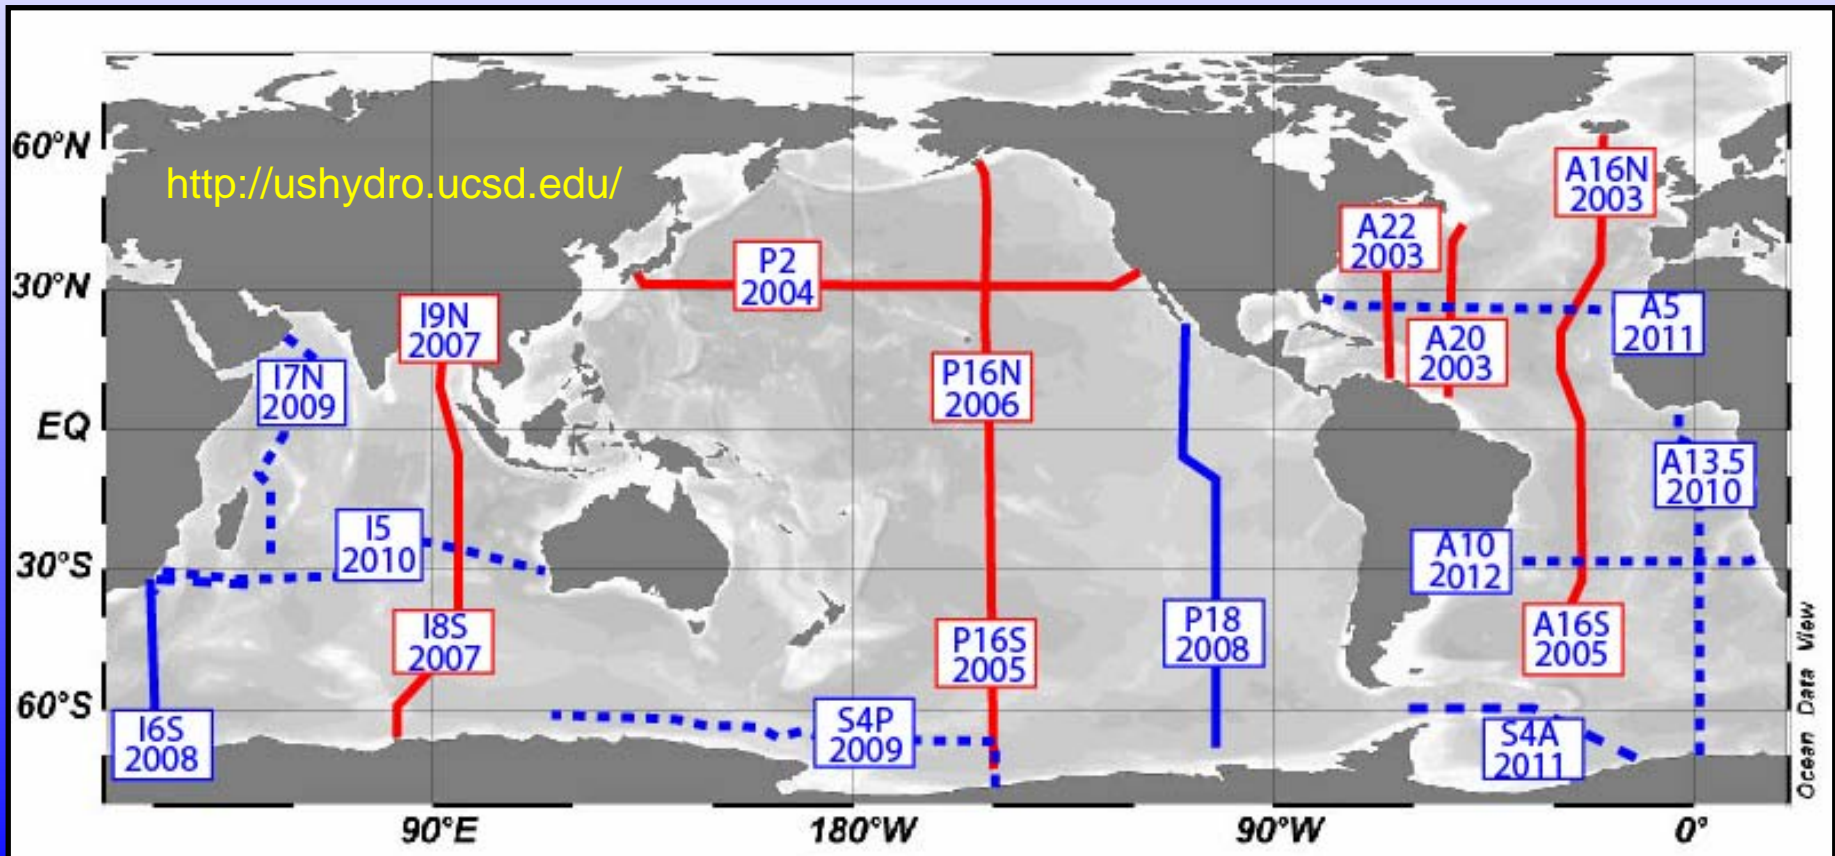 http://ushydro.ucsd.edu/
60°N
30°N
EQ
30°S
60°S
A16N
2003
A22
2003
P2
2004
I9N
2007
A5
2011
A20
2003
I7N
2009
P16N
2006
A13.5
2010
I5
2010
A10
2012
I8S
2007
P16S
2005
P18
2008
A16S
2005
I6S
2008
S4P
2009
S4A
2011
Ocean Data View
90°E
180°W
90°W
0°